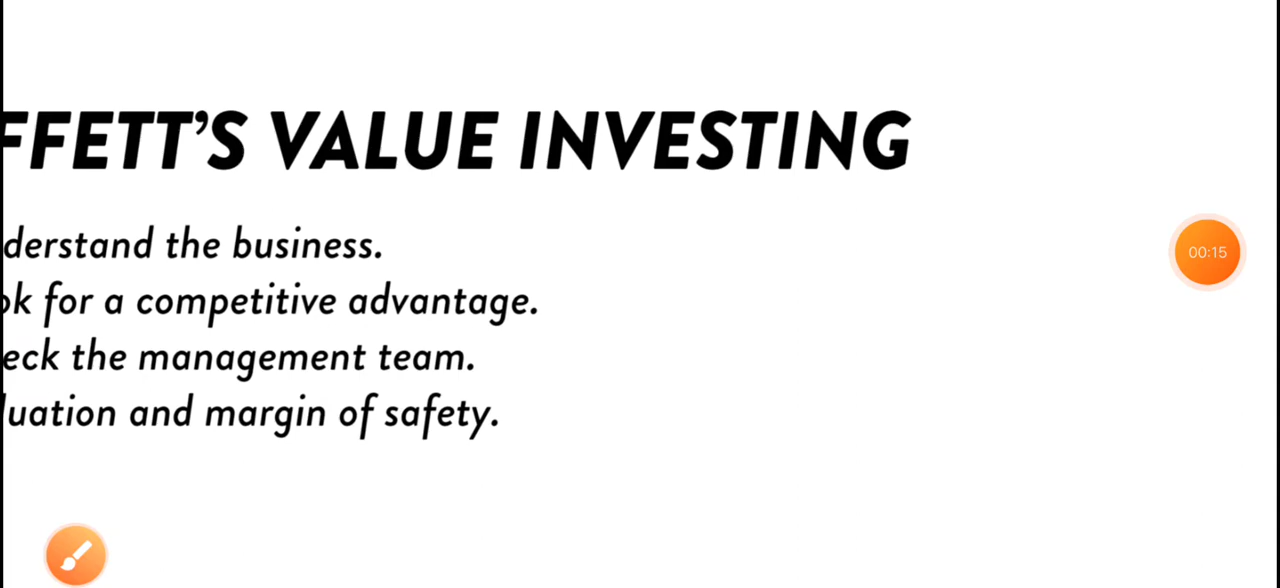 FFETT'S VALUE INVESTING
derstand the business.
ok for a competitive advantage.
eck the management team.
luation and margin of safety.
00:15